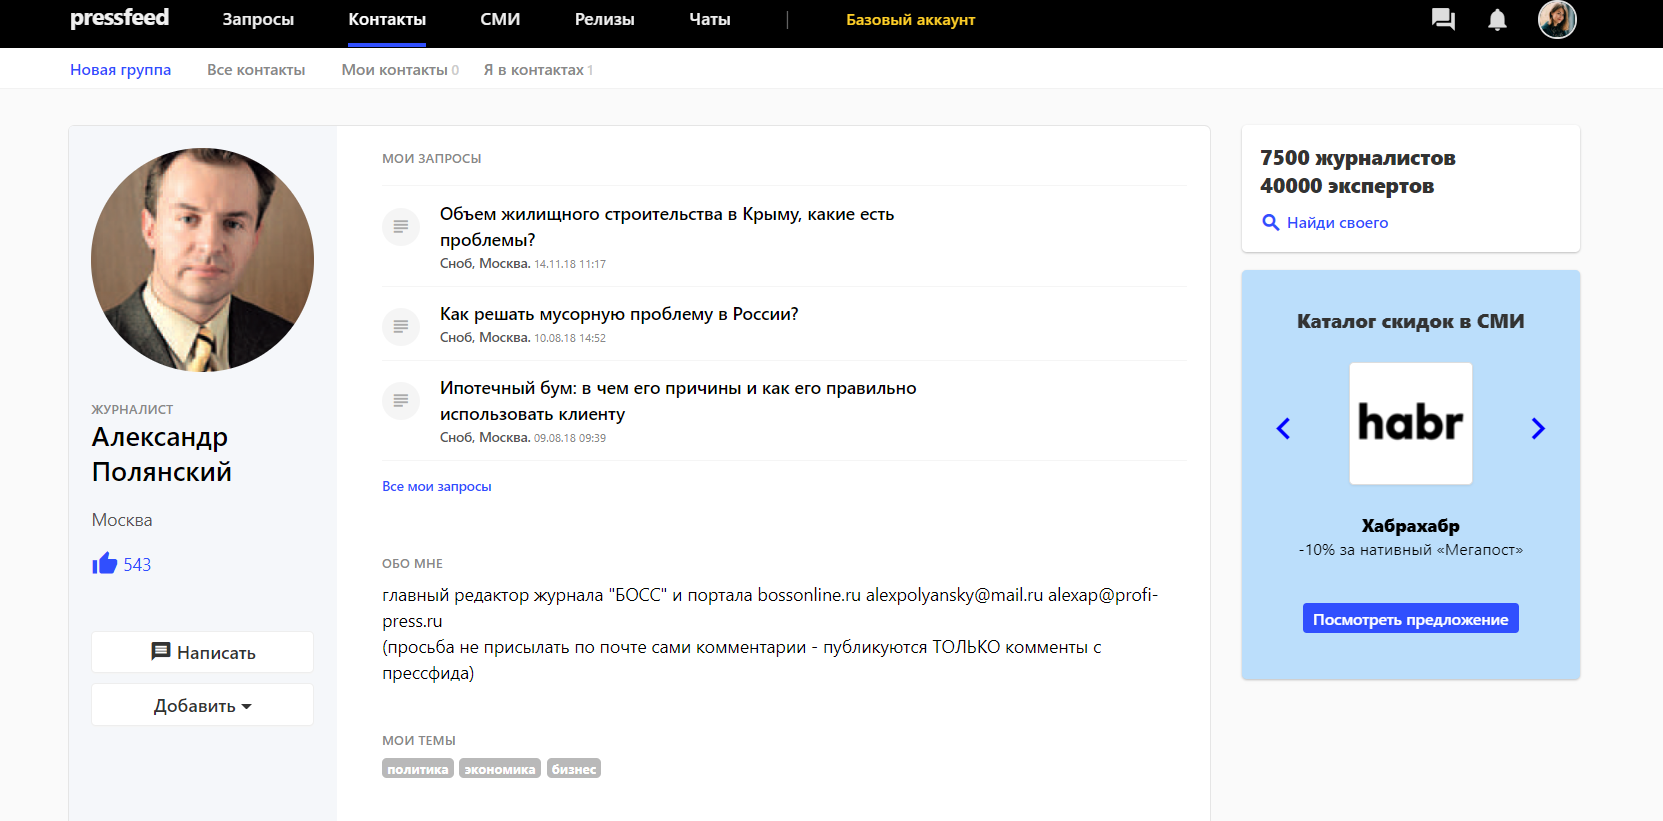 pressfeed
Запросы
Контакты
СМИ
Релизы
Чаты
Базовый аккаунт
Новая группа
Все контакты
Мои контакты 0
Я в контактах 1
ЖУРНАЛИСТ
Александр
Полянский
Москва
543
Написать
Добавить
МОИ ЗАПРОСЫ
Объем жилищного строительства в Крыму, какие есть
проблемы?
Сноб, Москва. 14.11.18 11:17
Как решать мусорную проблему в России?
Сноб, Москва. 10.08.18 14:52
Ипотечный бум: в чем его причины и как его правильно
использовать клиенту
Сноб, Москва. 09.08.18 09:39
Все мои запросы
ОБО МНЕ
главный редактор журнала "БОСС" и портала bossonline.ru alexpolyansky@mail.ru alexap@profi-
press.ru
(просьба не присылать по почте сами комментарии - публикуются ТОЛЬКО комменты с
прессфида)
МОИ ТЕМЫ
политика экономика бизнес
7500 журналистов
40000 экспертов
Найди своего
Каталог скидок в СМИ
habr
Хабрахабр
-10% за нативный «Мегапост»
Посмотреть предложение